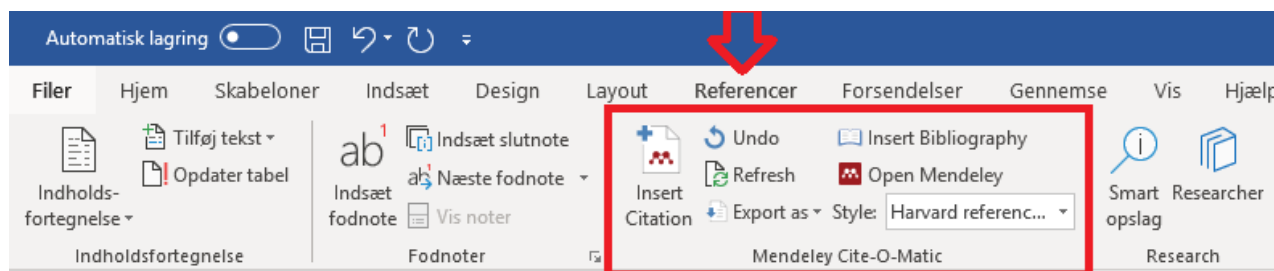 Automatisk lagring
Filer Hjem Skabeloner Indsæt Design Layout Referencer Forsendelser Gennemse Vis Hjælp
Indholds-
fortegnelse
Tilføj tekst
Opdater tabel
Indholdsfortegnelse
ab1
Indsæt
fodnote
[i] Indsæt slutnote
ab Næste fodnote
Vis noter
Fodnoter
Insert
Citation
Undo
Refresh
Export as
Insert Bibliography
Open Mendeley
Style: Harvard referenc...
Mendeley Cite-O-Matic
Smart
opslag
Researcher
Research